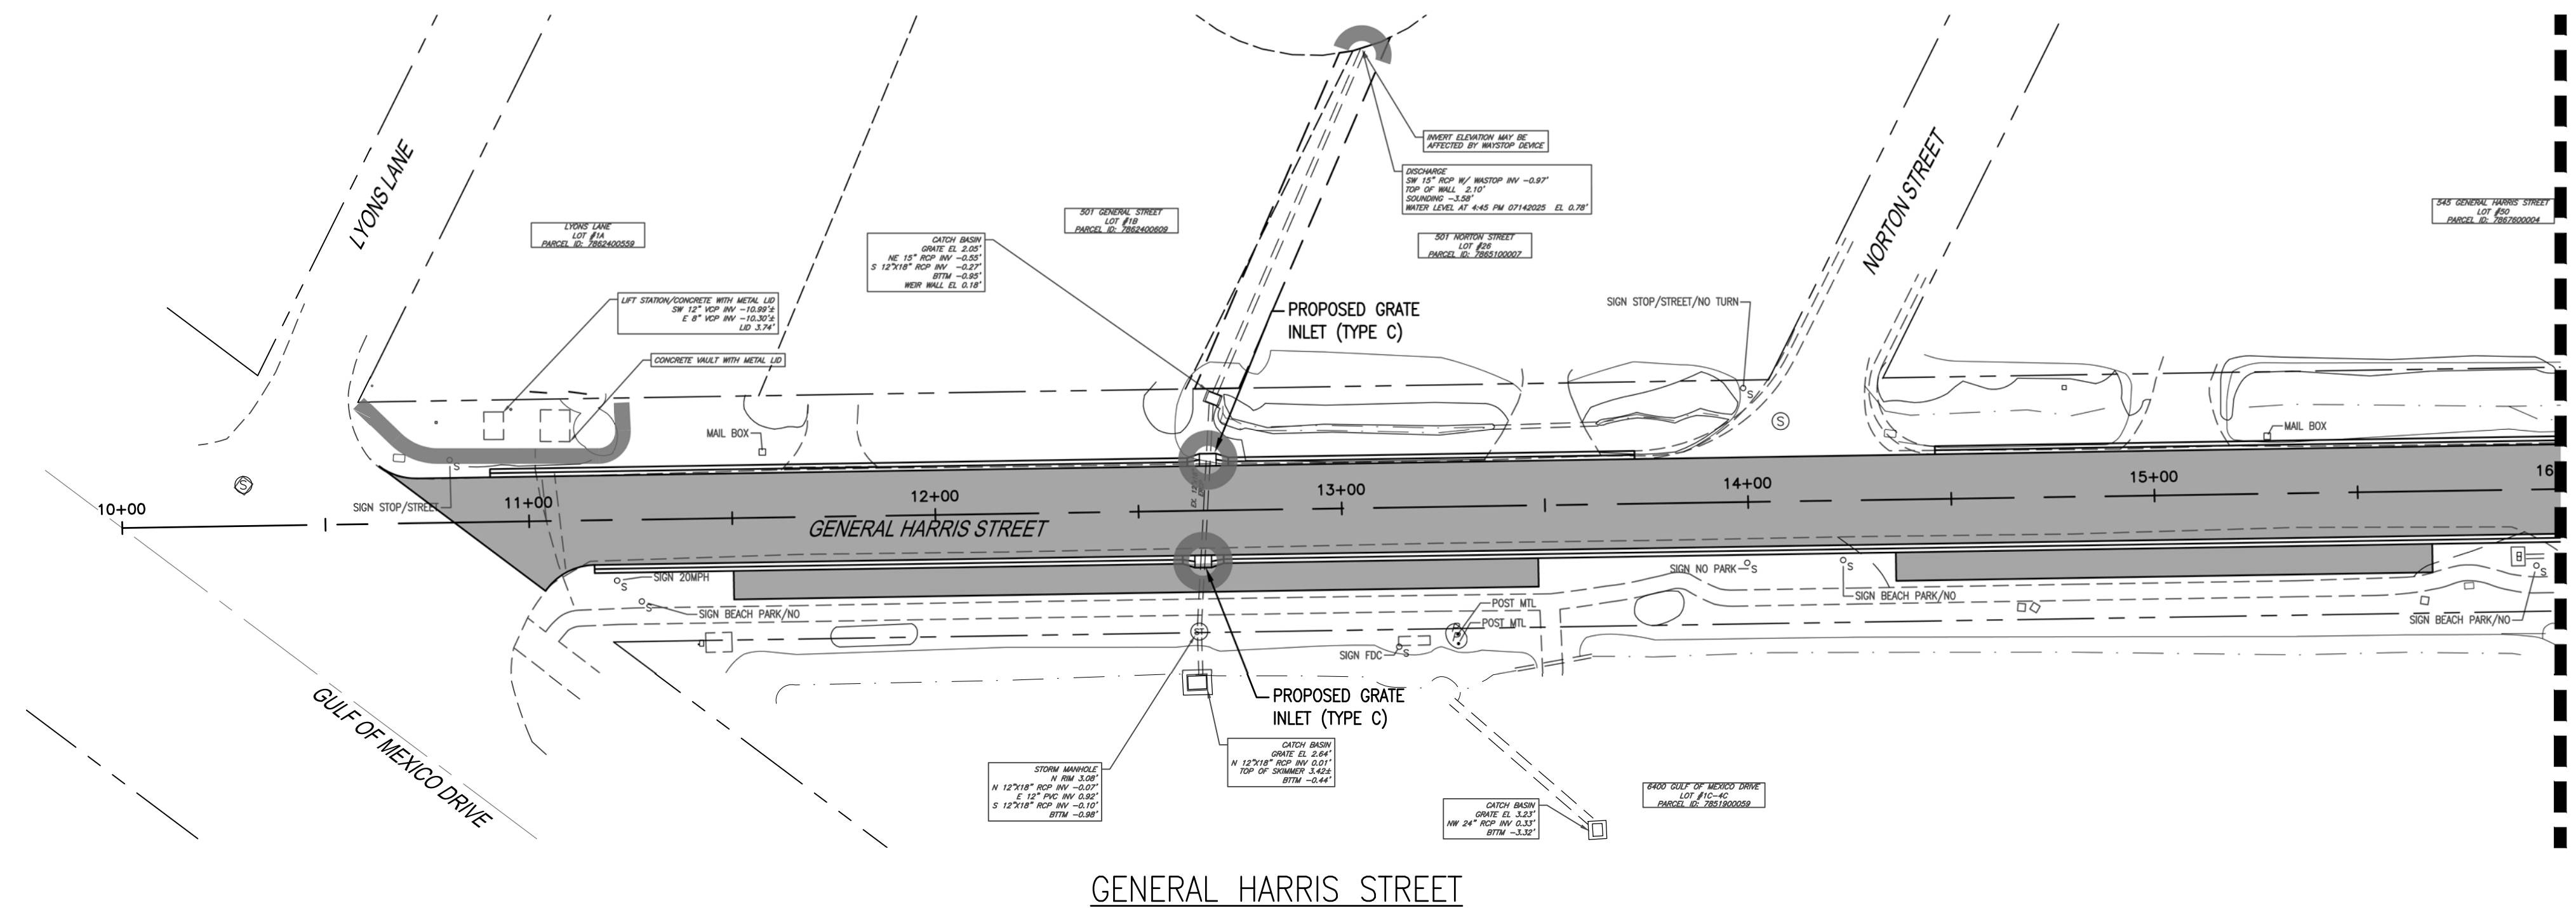 LYONS LANE
NORTON STREET
INVERT ELEVATION MAY BE
AFFECTED BY WAYSTOP DEVICE
DISCHARGE
SW 15" RCP W/ WASTOP INV -0.97'
TOP OF WALL 2.10'
SOUNDING -3.58'
WATER LEVEL AT 4:45 PM 07142025 EL 0.78'
LYONS LANE
LOT #1A
PARCEL ID: 7862400559
501 GENERAL STREET
LOT #1B
PARCEL ID: 7862400609
501 NORTON STREET
LOT #26
PARCEL ID: 7865100007
545 GENERAL HARRIS STREET
LOT #50
PARCEL ID: 7867600004
CATCH BASIN
GRATE EL 2.05'
NE 15" RCP INV -0.55'
S 12"X18" RCP INV -0.27'
BTTM -0.95'
WEIR WALL EL 0.18'
LIFT STATION/CONCRETE WITH METAL LID
SW 12" VCP INV -10.99'±
E 8" VCP INV -10.30'±
LID 3.74'
CONCRETE VAULT WITH METAL LID
PROPOSED GRATE
INLET (TYPE C)
SIGN STOP/STREET/NO TURN
S
S
MAIL BOX
MAIL BOX
S
S
SIGN STOP/STREET
10+00
11+00
12+00
13+00
14+00
15+00
16
GENERAL HARRIS STREET
SIGN 20MPH
S
SIGN BEACH PARK/NO
S
SIGN NO PARK
S
S
SIGN BEACH PARK/NO
S
SIGN BEACH PARK/NO
POST MTL
POST MTL
SIGN FDC
S
PROPOSED GRATE
INLET (TYPE C)
GULF OF MEXICO DRIVE
STORM MANHOLE
N RIM 3.08'
N 12"X18" RCP INV -0.07'
E 12" PVC INV 0.92'
S 12"X18" RCP INV -0.10'
BTTM -0.98'
CATCH BASIN
GRATE EL 2.64'
N 12"X18" RCP INV 0.01'
TOP OF SKIMMER 3.42±
BTTM -0.44'
CATCH BASIN
GRATE EL 3.23'
NW 24" RCP INV 0.33'
BTTM -3.32'
6400 GULF OF MEXICO DRIVE
LOT #1C-4C
PARCEL ID: 7851900059
GENERAL HARRIS STREET